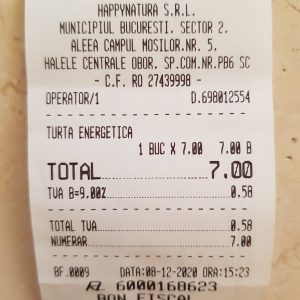 HAPPYNATURA S.R.L.
MUNICIPIUL BUCURESTI, SECTOR 2,
ALEEA CAMPUL MOSILOR,NR. 5,
HALELE CENTRALE OBOR, SP.COM.NR.PB6 SC
- C.F. RO 27439998 -
OPERATOR/1 D.698012554
TURTA ENERGETICA
1 BUC X 7.00 7.00 B
TOTAL 7,00
TVA B=9.00% 0.58
TOTAL TVA 0.58
NUMERAR 7.00
BF.0009 DATA:08-12-2020 ORA:15:23
6000168623
BON FISCAL